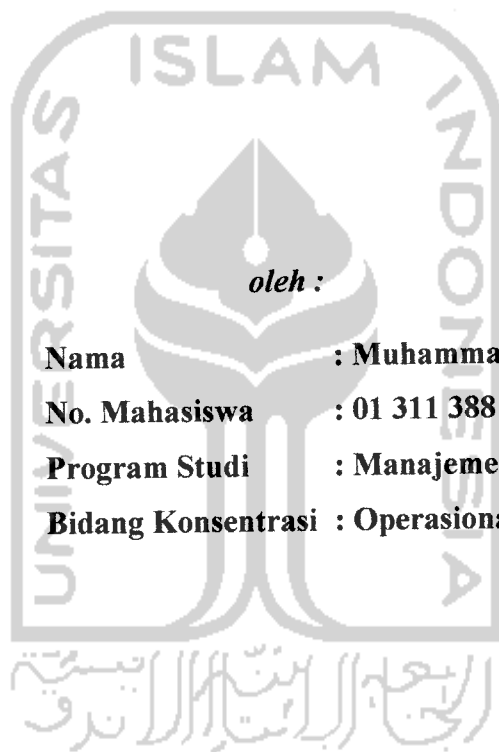 UNIVERSITAS ISLAM INDONESIA
oleh :
Nama : Muhamma
No. Mahasiswa : 01 311 388
Program Studi : Manajeme
Bidang Konsentrasi : Operasiona